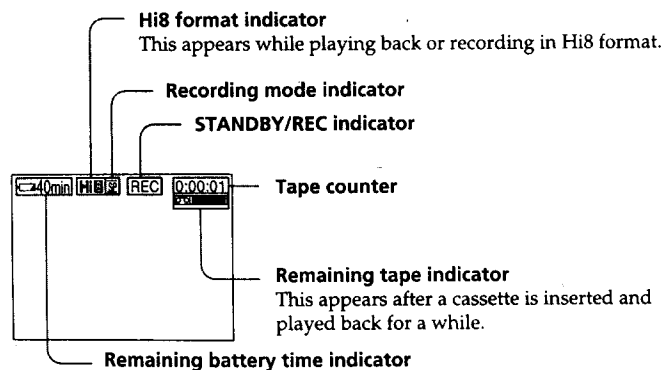 Hi8 format indicator
This appears while playing back or recording in Hi8 format.
Recording mode indicator
STANDBY/REC indicator
40min Hi8 REC 0:00:01
Tape counter
Remaining tape indicator
This appears after a cassette is inserted and
played back for a while.
Remaining battery time indicator